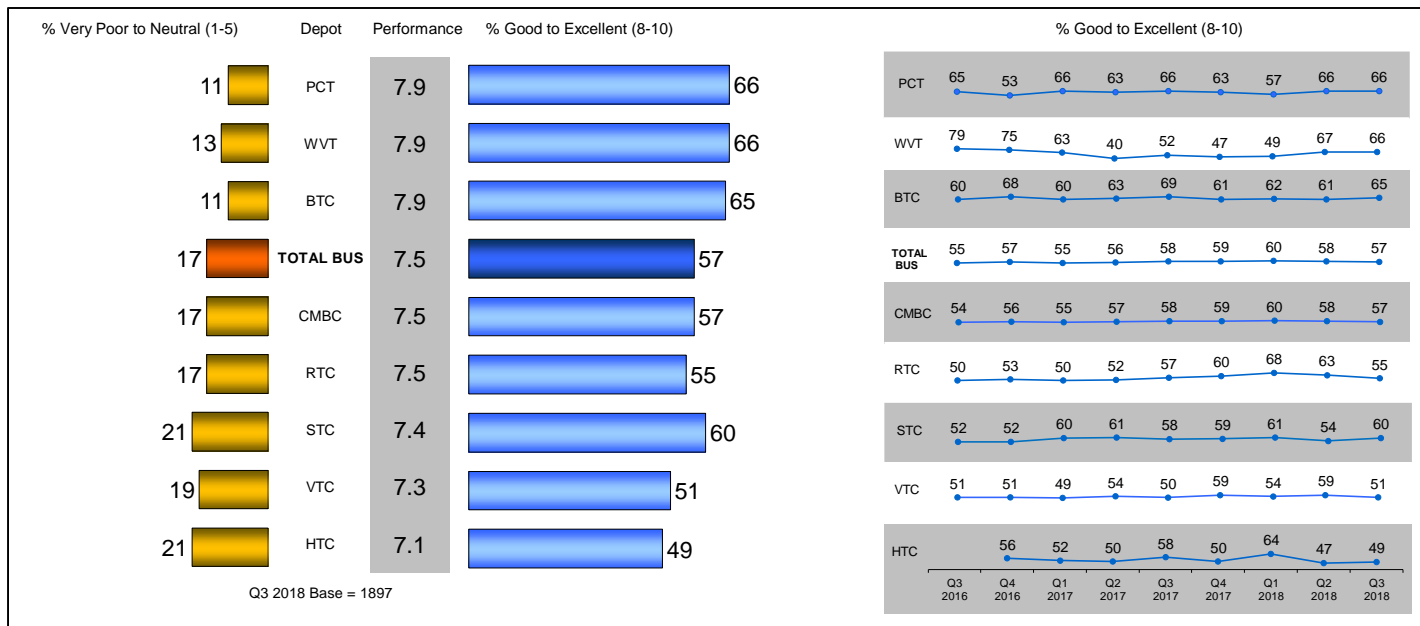 % Very Poor to Neutral (1-5) Depot Performance % Good to Excellent (8-10)
11 PCT 7.9 66
13 WVT 7.9 66
11 BTC 7.9 65
17 TOTAL BUS 7.5 57
17 CMBC 7.5 57
17 RTC 7.5 55
21 STC 7.4 60
19 VTC 7.3 51
21 HTC 7.1 49
Q3 2018 Base = 1897
% Good to Excellent (8-10)
PCT 65 53 66 63 66 63 57 66 66
WVT 79 75 63 40 52 47 49 67 66
BTC 60 68 60 63 69 61 62 61 65
TOTAL
BUS
55 57 55 56 58 59 60 58 57
CMBC 54 56 55 57 58 59 60 58 57
RTC 50 53 50 52 57 60 68 63 55
STC 52 52 60 61 58 59 61 54 60
VTC 51 51 49 54 50 59 54 59 51
HTC 56 52 50 58 50 64 47 49
Q3 Q4 Q1 Q2 Q3 Q4 Q1 Q2 Q3
2016 2016 2017 2017 2017 2017 2018 2018 2018